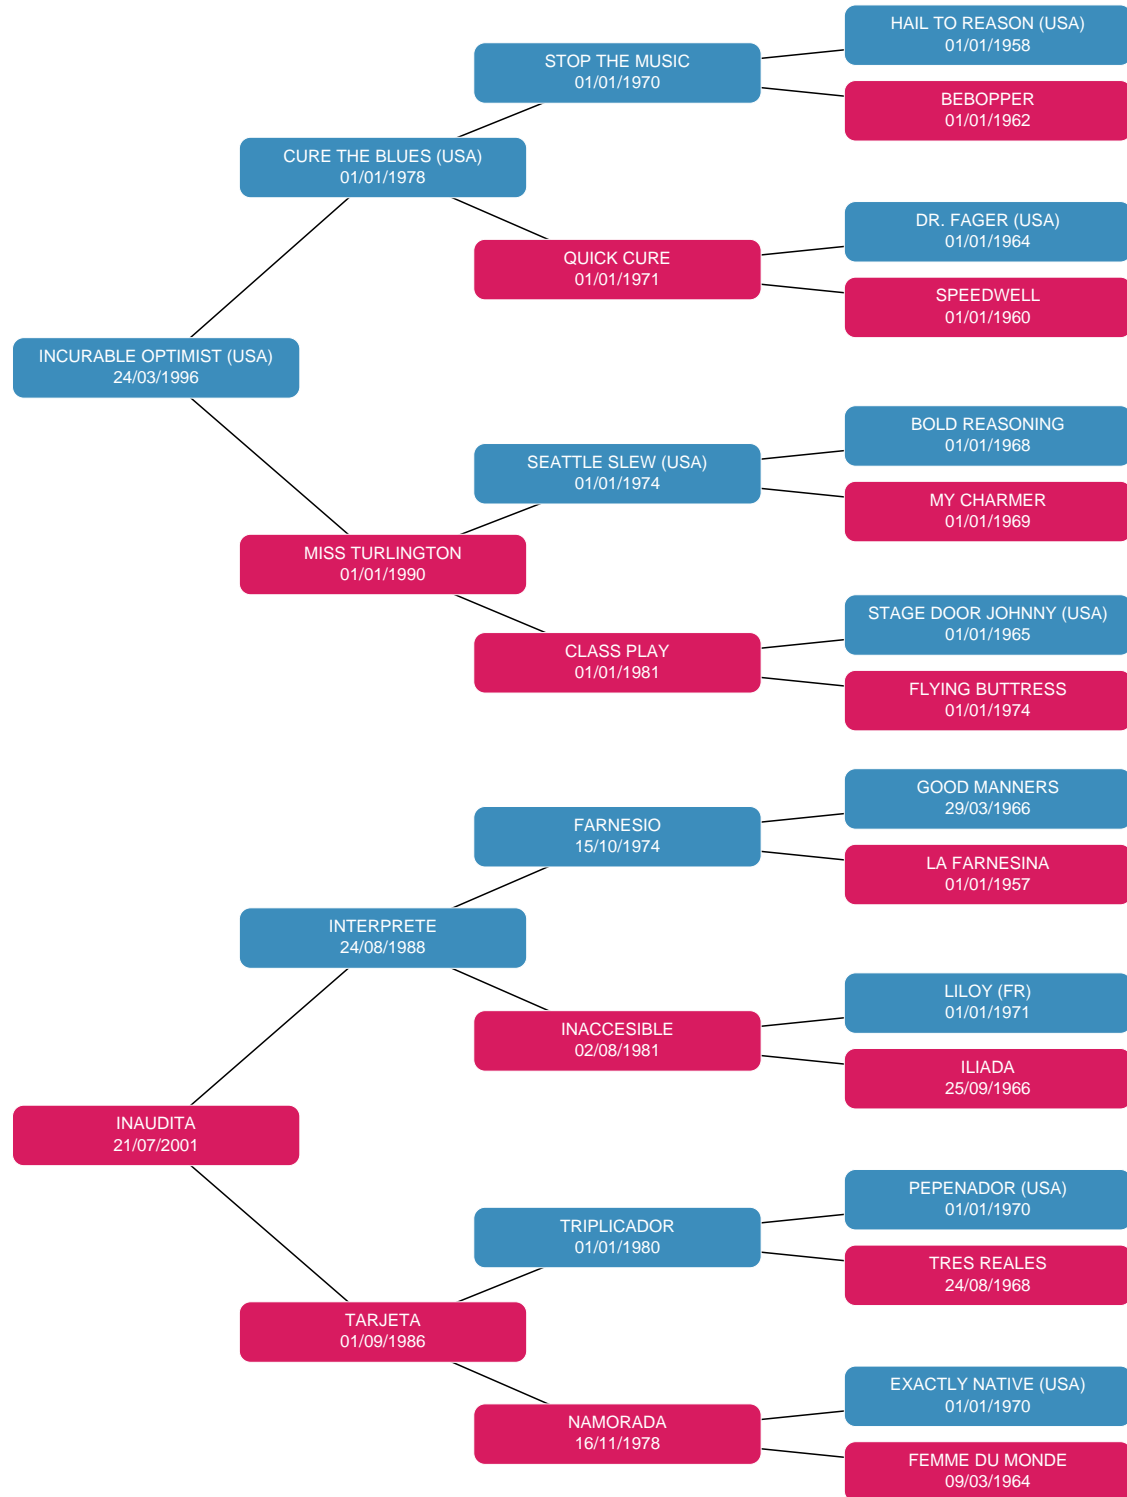 HAIL TO REASON (USA)
01/01/1958
STOP THE MUSIC
01/01/1970
BEBOPPER
01/01/1962
CURE THE BLUES (USA)
01/01/1978
DR. FAGER (USA)
01/01/1964
QUICK CURE
01/01/1971
SPEEDWELL
01/01/1960
INCURABLE OPTIMIST (USA)
24/03/1996
BOLD REASONING
01/01/1968
SEATTLE SLEW (USA)
01/01/1974
MY CHARMER
01/01/1969
MISS TURLINGTON
01/01/1990
STAGE DOOR JOHNNY (USA)
01/01/1965
CLASS PLAY
01/01/1981
FLYING BUTTRESS
01/01/1974
GOOD MANNERS
29/03/1966
FARNESIO
15/10/1974
LA FARNESINA
01/01/1957
INTERPRETE
24/08/1988
LILOY (FR)
01/01/1971
INACCESIBLE
02/08/1981
ILIADA
25/09/1966
INAUDITA
21/07/2001
PEPENADOR (USA)
01/01/1970
TRIPLICADOR
01/01/1980
TRES REALES
24/08/1968
TARJETA
01/09/1986
EXACTLY NATIVE (USA)
01/01/1970
NAMORADA
16/11/1978
FEMME DU MONDE
09/03/1964